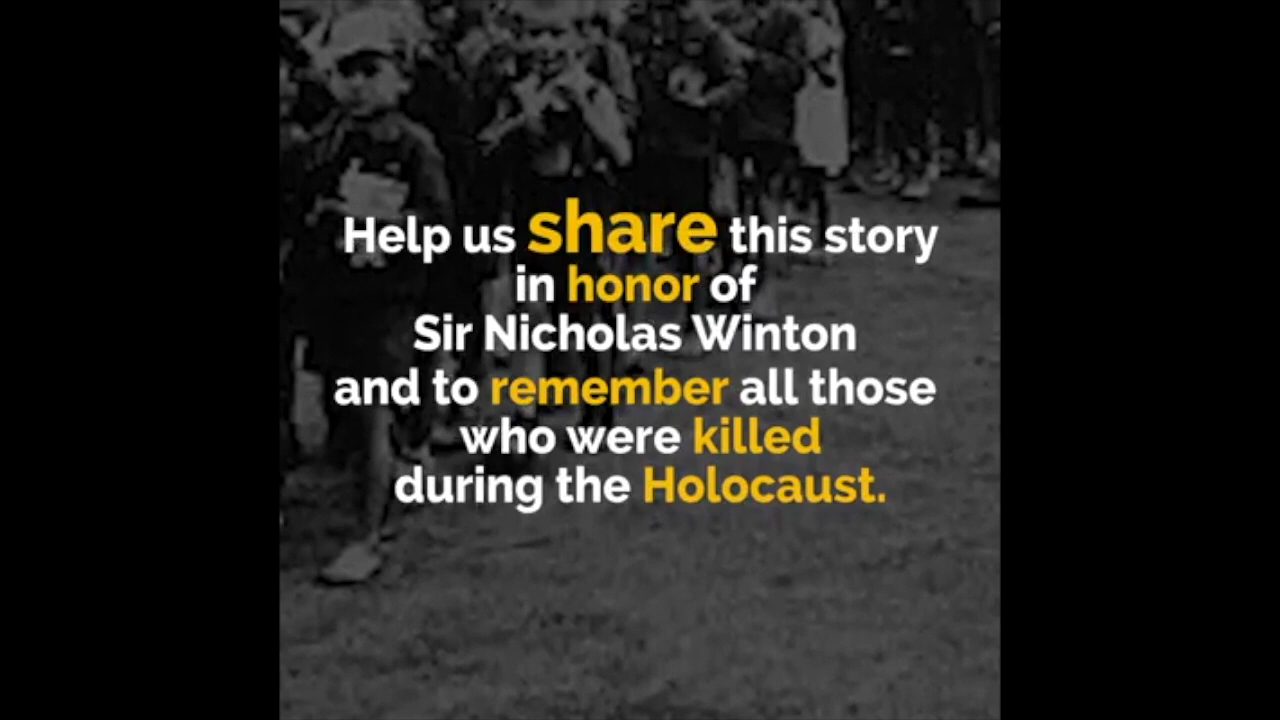 Help us share this story
in honor of
Sir Nicholas Winton
and to remember all those
who were killed
during the Holocaust.